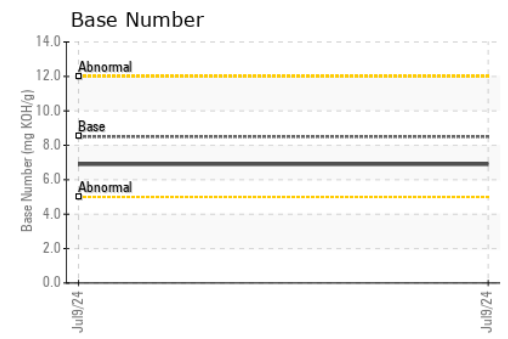 Base Number
14.0
Abnormal
12.0
10.0
Base
8.0
6.0
Abnormal
4.0
2.0
0.0
Base Number (mg KOH/g)
Jul9/24
Jul9/24